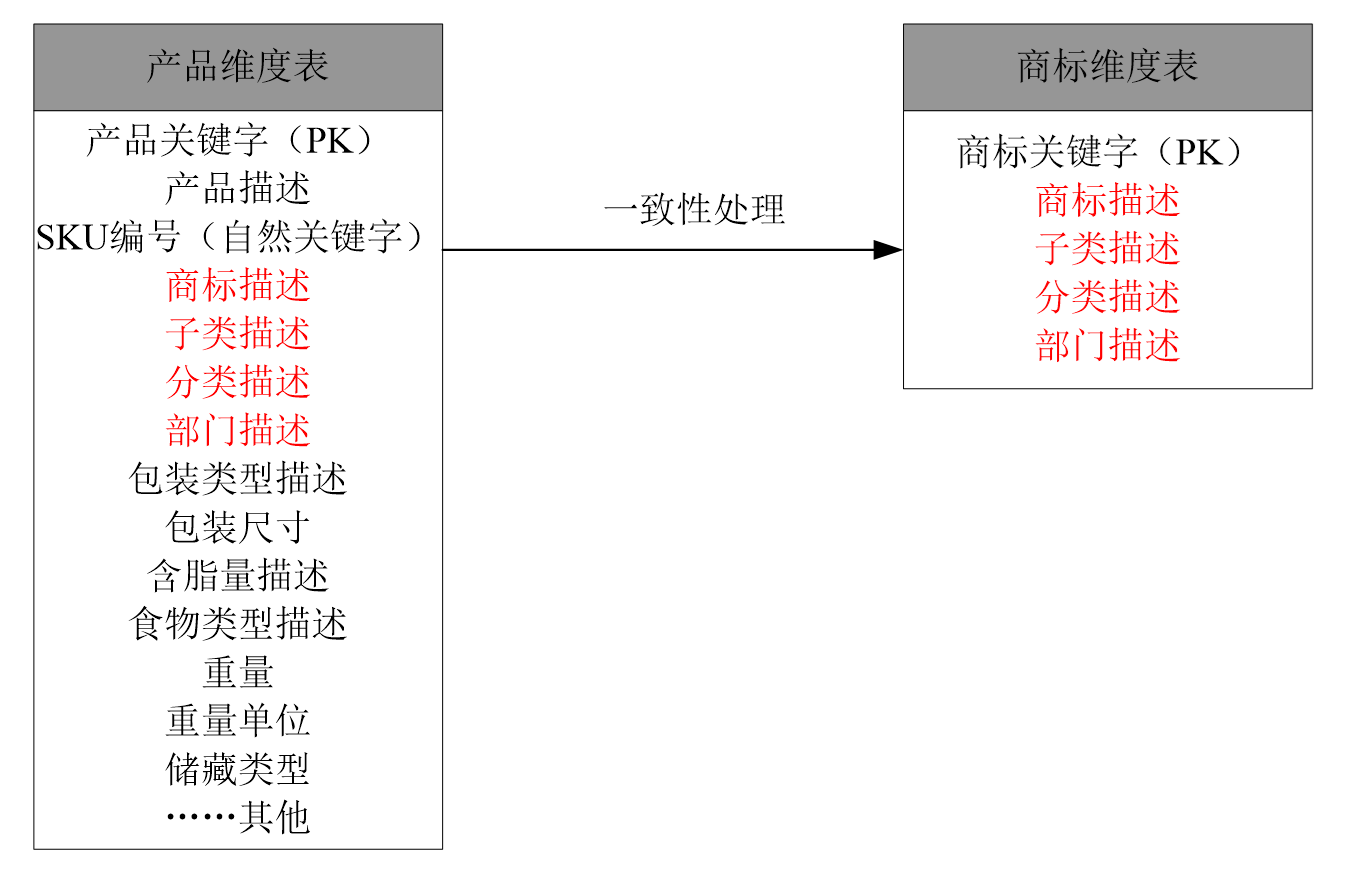 产品维度表
产品关键字（PK）
产品描述
SKU编号（自然关键字）
商标描述
子类描述
分类描述
部门描述
包装类型描述
包装尺寸
含脂量描述
食物类型描述
重量
重量单位
储藏类型
……其他
一致性处理
商标维度表
商标关键字（PK）
商标描述
子类描述
分类描述
部门描述